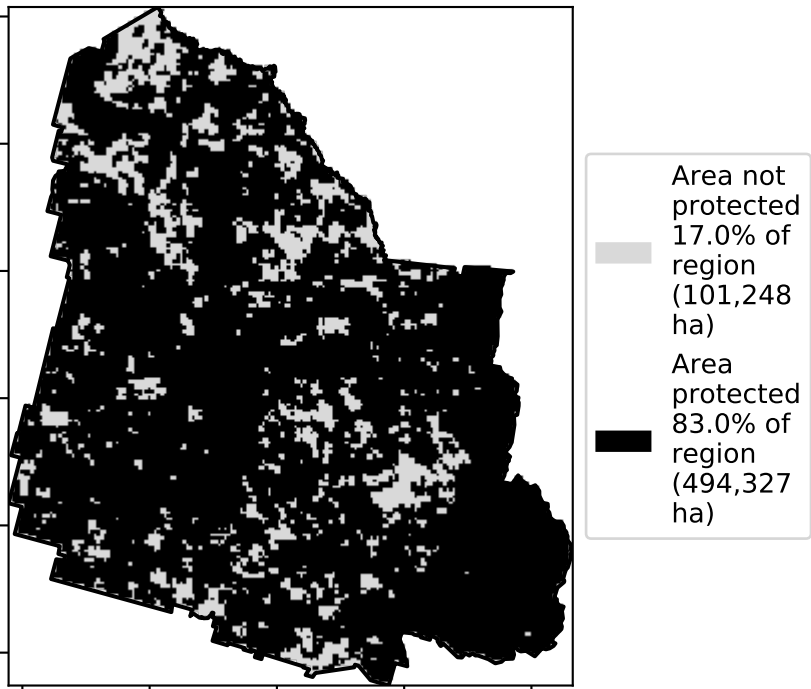 Area not
protected
17.0% of
region
(101,248
ha)
Area
protected
83.0% of
region
(494,327
ha)